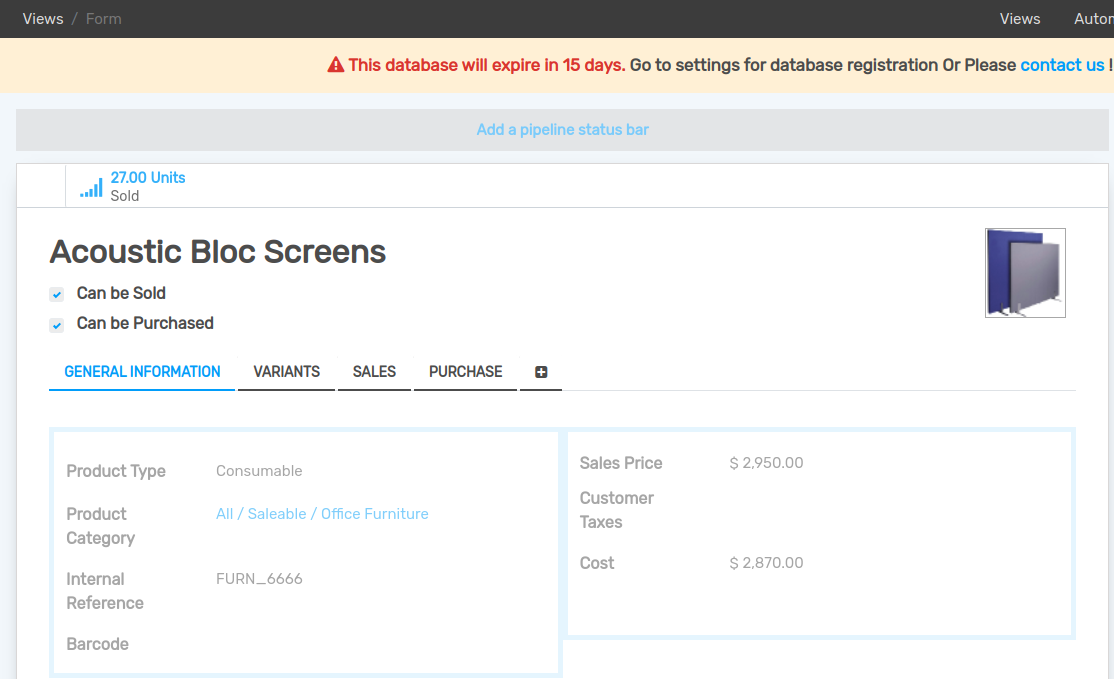 Views / Form
Views
This database will expire in 15 days. Go to settings for database registration Or Please contact us !
Add a pipeline status bar
27.00 Units
Sold
Acoustic Bloc Screens
Can be Sold
Can be Purchased
GENERAL INFORMATION VARIANTS SALES PURCHASE
Product Type Consumable
Product
Category
All / Saleable / Office Furniture
Internal
Reference
FURN_6666
Barcode
Sales Price $ 2,950.00
Customer
Taxes
Cost $ 2,870.00